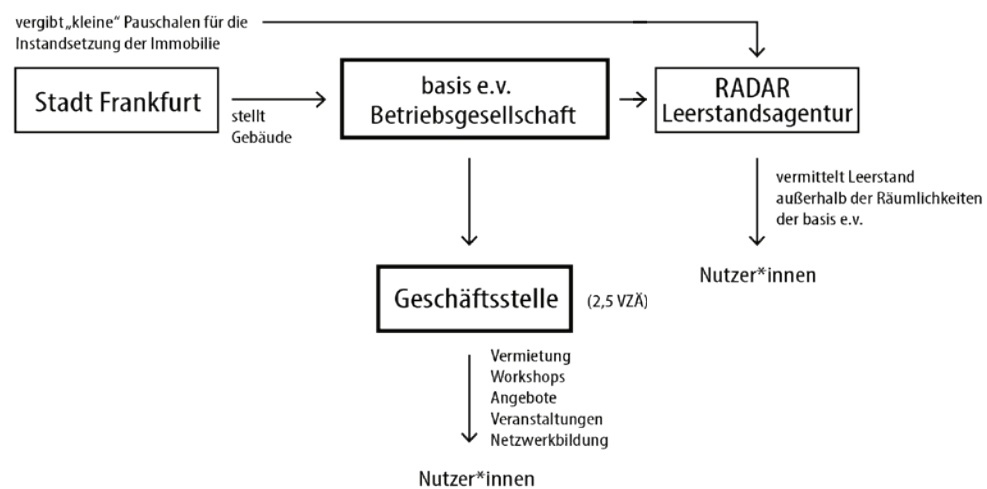 vergibt „kleine“ Pauschalen für die
Instandsetzung der Immobilie
Stadt Frankfurt
stellt
Gebäude
basis e.v.
Betriebsgesellschaft
RADAR
Leerstandsagentur
vermittelt Leerstand
außerhalb der Räumlichkeiten
der basis e.v.
Nutzer*innen
Geschäftsstelle
(2,5 VZÄ)
Vermietung
Workshops
Angebote
Veranstaltungen
Netzwerkbildung
Nutzer*innen